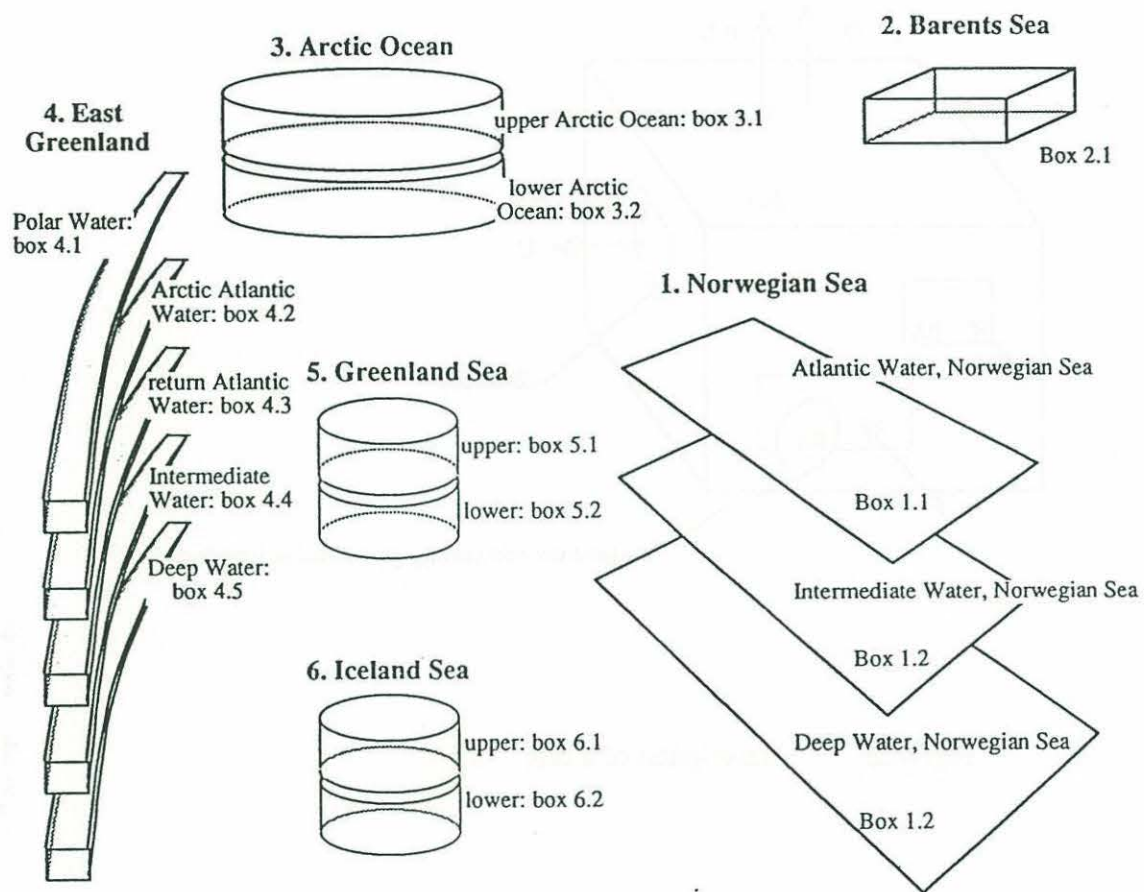 3. Arctic Ocean
upper Arctic Ocean: box 3.1
lower Arctic
Ocean: box 3.2
2. Barents Sea
Box 2.1
4. East
Greenland
Polar Water:
box 4.1
Arctic Atlantic
Water: box 4.2
return Atlantic
Water: box 4.3
Intermediate
Water: box 4.4
Deep Water:
box 4.5
5. Greenland Sea
upper: box 5.1
lower: box 5.2
6. Iceland Sea
upper: box 6.1
lower: box 6.2
1. Norwegian Sea
Atlantic Water, Norwegian Sea
Box 1.1
Intermediate Water, Norwegian Sea
Box 1.2
Deep Water, Norwegian Sea
Box 1.2